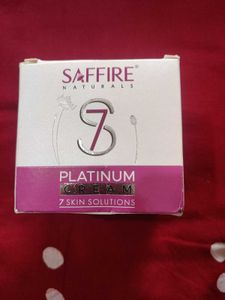 SAFFIRE®
NATURALS
7
S
PLATINUM
CREAM
7 SKIN SOLUTIONS